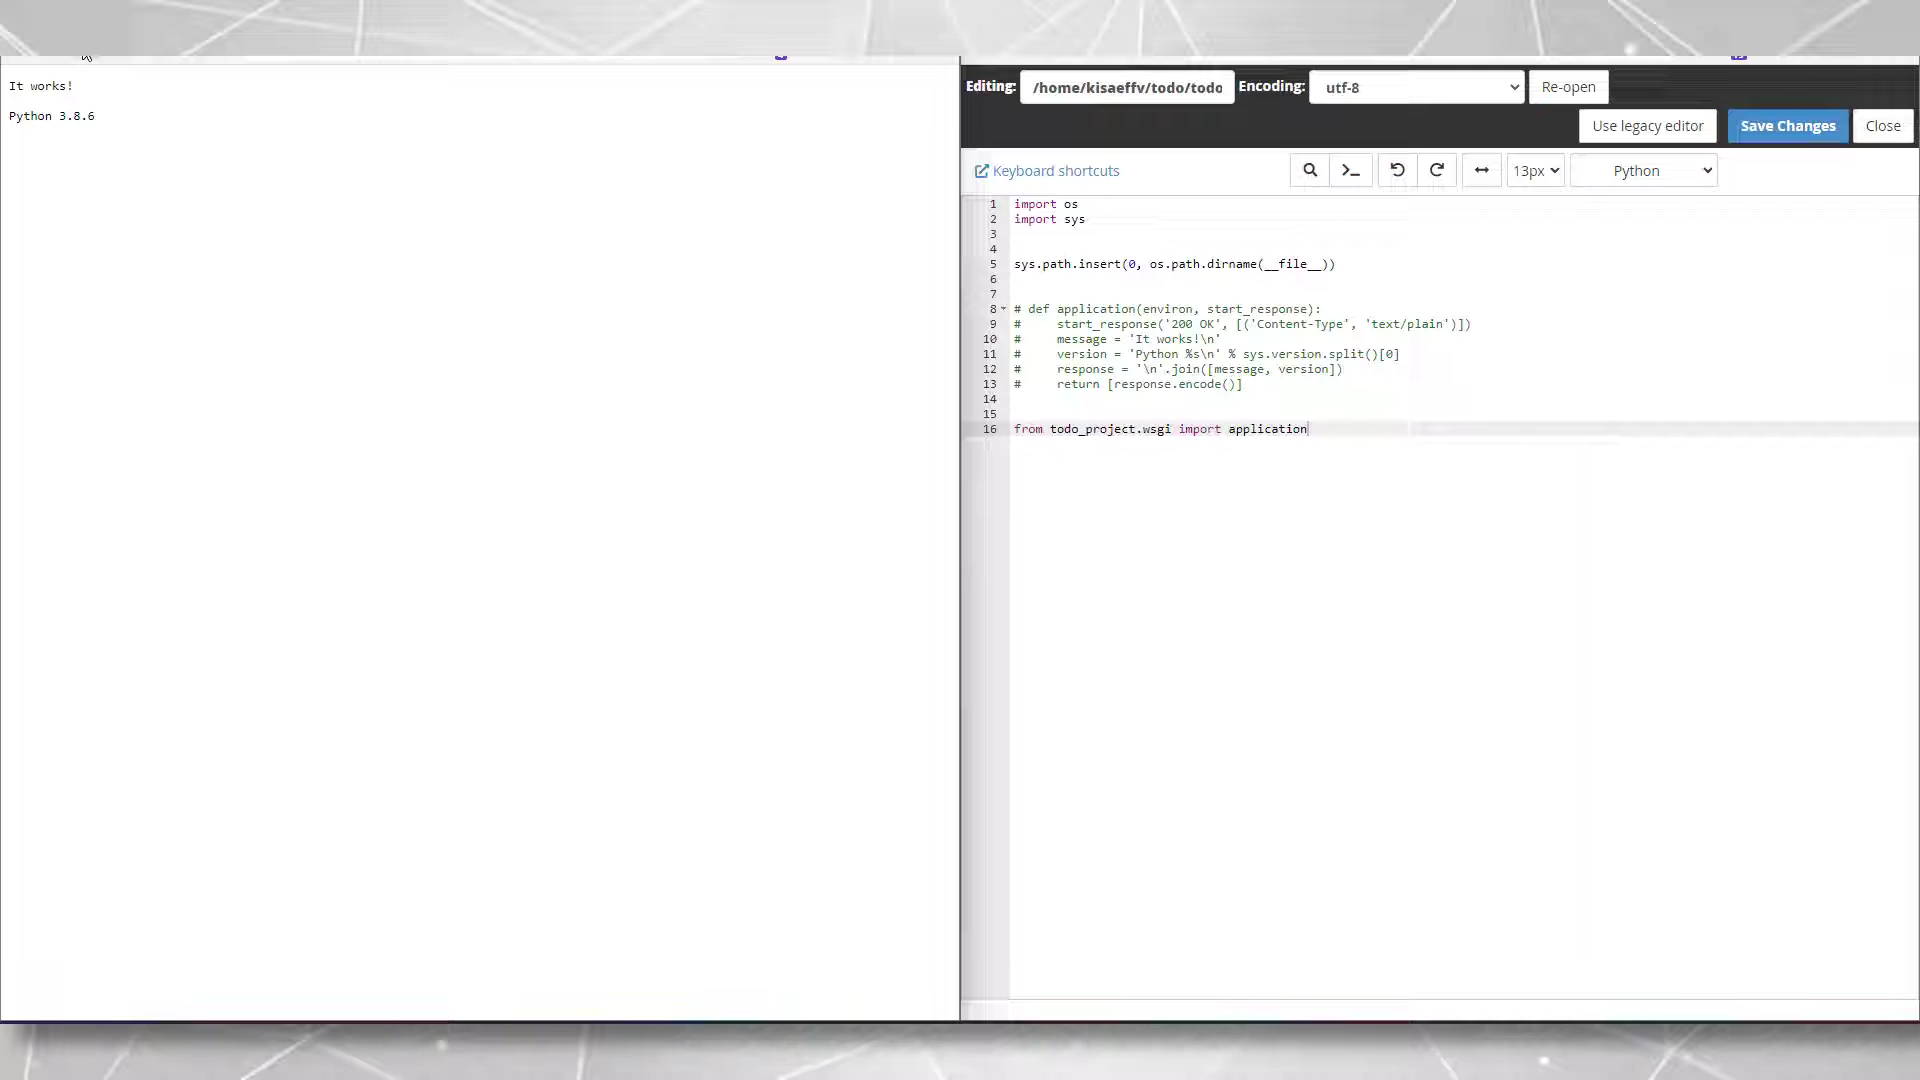 It works!
Python 3.8.6
Editing: /home/kisaeffv/todo/todo Encoding: utf-8 Re-open
Use legacy editor Save Changes Close
Keyboard shortcuts 13px Python
1 import os
2 import sys
3
4
5 sys.path.insert(0, os.path.dirname(__file__))
6
7
8 # def application(environ, start_response):
9 #     start_response('200 OK', [('Content-Type', 'text/plain')])
10 #     message = 'It works!\n'
11 #     version = 'Python %s\n' % sys.version.split()[0]
12 #     response = '\n'.join([message, version])
13 #     return [response.encode()]
14
15
16 from todo_project.wsgi import application